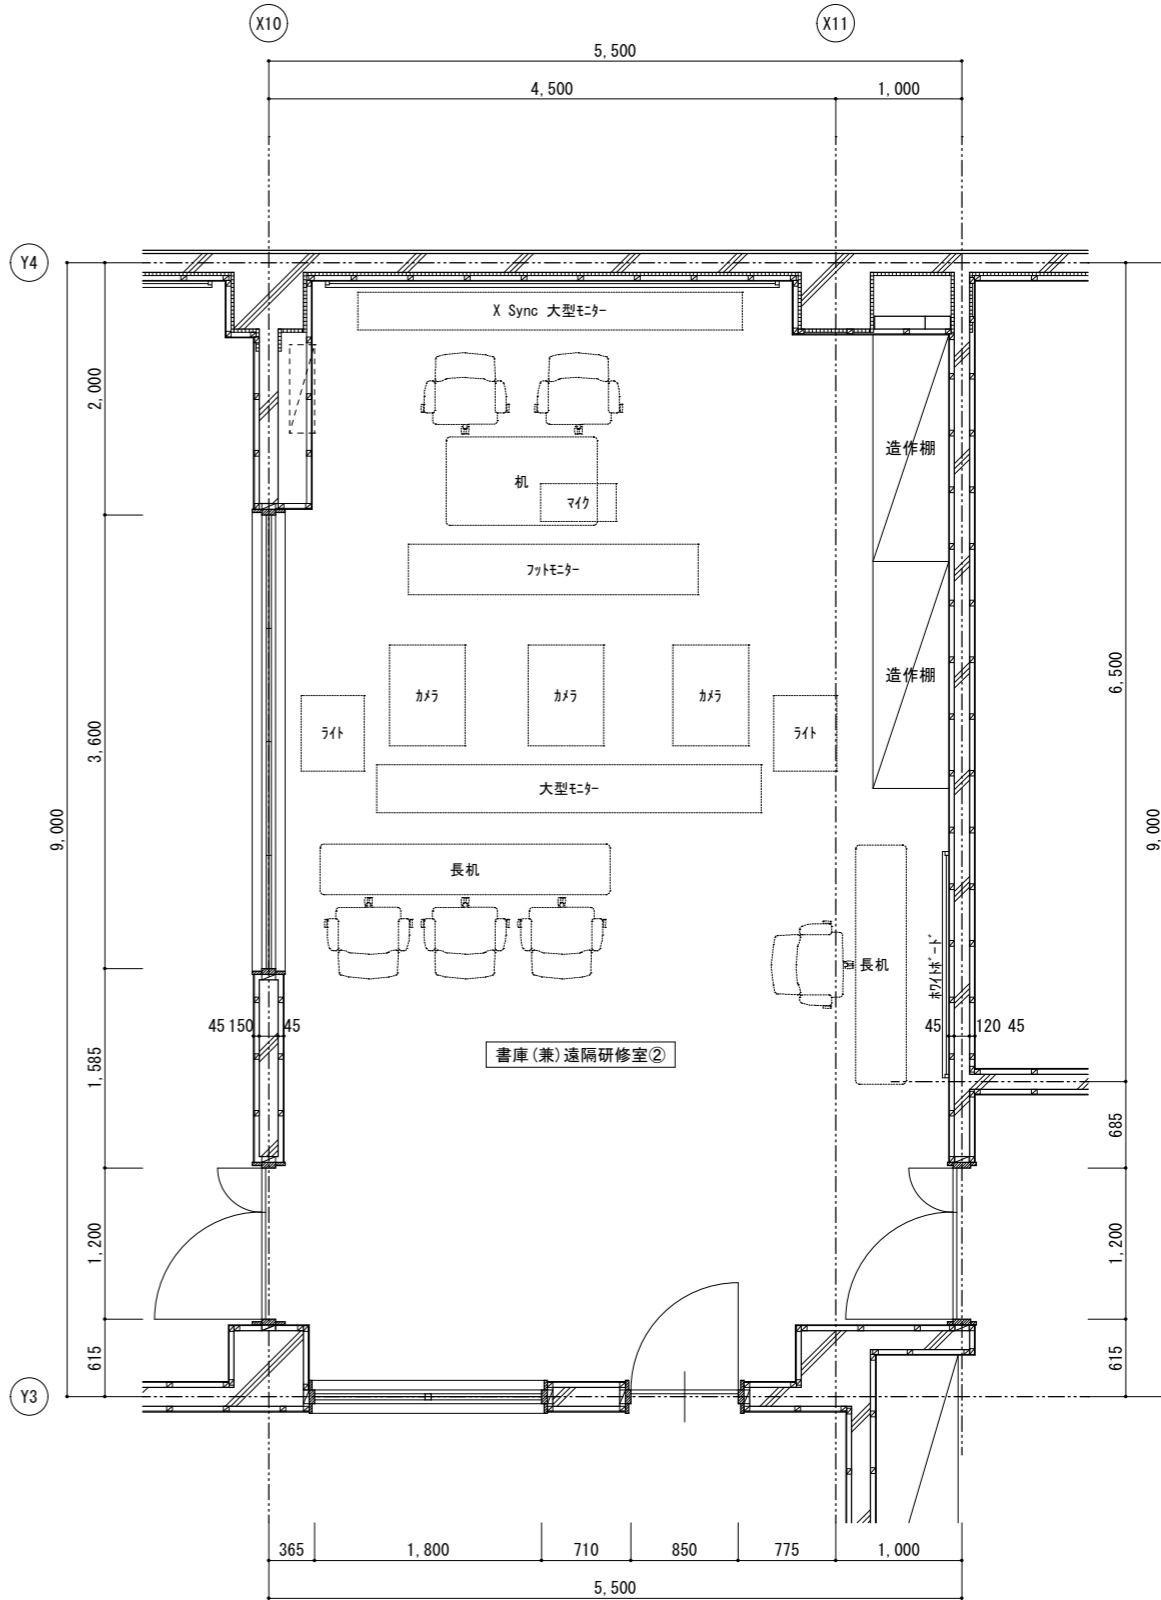 X10
X11
5,500
4,500
1,000
Y4
X Sync 大型ﾓﾆﾀｰ
2,000
造作棚
机
ﾏｲｸ
ﾌｯﾄﾓﾆﾀｰ
ｶﾒﾗ
ｶﾒﾗ
ｶﾒﾗ
造作棚
6,500
ﾗｲﾄ
ﾗｲﾄ
3,600
大型ﾓﾆﾀｰ
9,000
9,000
長机
長机
ﾎﾜｲﾄﾎﾞｰﾄﾞ
45 150 45
45 120 45
書庫(兼)遠隔研修室②
1,585
685
1,200
1,200
615
615
Y3
365
1,800
710
850
775
1,000
5,500